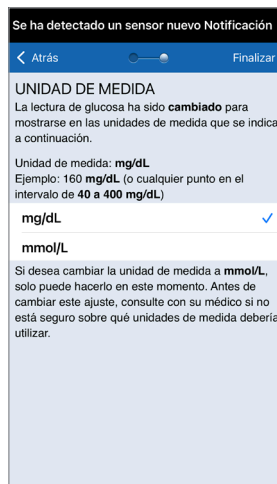 Se ha detectado un sensor nuevo Notificación
Atrás
Finalizar
UNIDAD DE MEDIDA
La lectura de glucosa ha sido cambiado para
mostrarse en las unidades de medida que se indica
a continuación.
Unidad de medida: mg/dL
Ejemplo: 160 mg/dL (o cualquier punto en el
intervalo de 40 a 400 mg/dL)
mg/dL
mmol/L
Si desea cambiar la unidad de medida a mmol/L,
solo puede hacerlo en este momento. Antes de
cambiar este ajuste, consulte con su médico si no
está seguro sobre qué unidades de medida debería
utilizar.